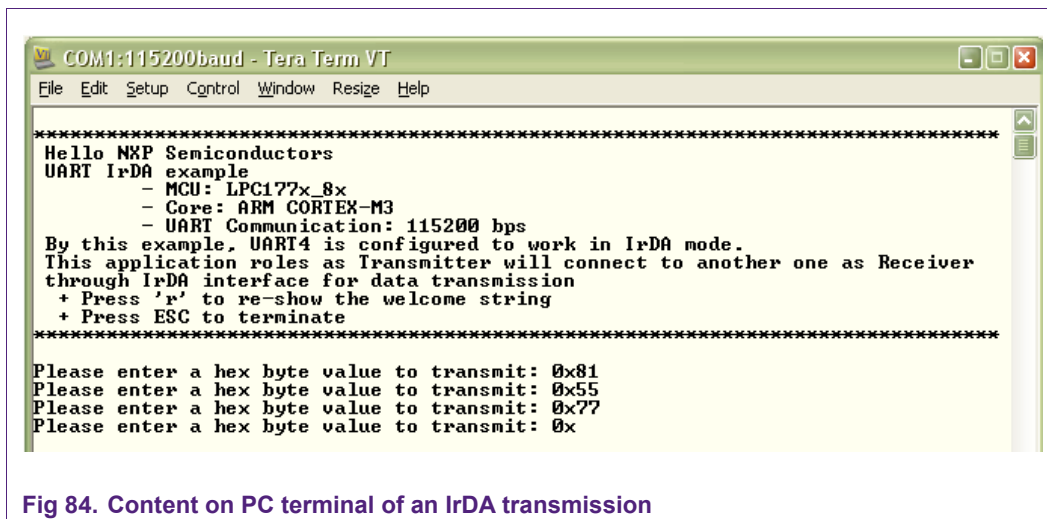 COM1:115200baud - Tera Term VT
File Edit Setup Control Window Resize Help
********************************************************************************
Hello NXP Semiconductors
UART IrDA example
- MCU: LPC177x_8x
- Core: ARM CORTEX-M3
- UART Communication: 115200 bps
By this example, UART4 is configured to work in IrDA mode.
This application roles as Transmitter will connect to another one as Receiver
through IrDA interface for data transmission
+ Press 'r' to re-show the welcome string
+ Press ESC to terminate
********************************************************************************
Please enter a hex byte value to transmit: 0x81
Please enter a hex byte value to transmit: 0x55
Please enter a hex byte value to transmit: 0x77
Please enter a hex byte value to transmit: 0x
Fig 84. Content on PC terminal of an IrDA transmission